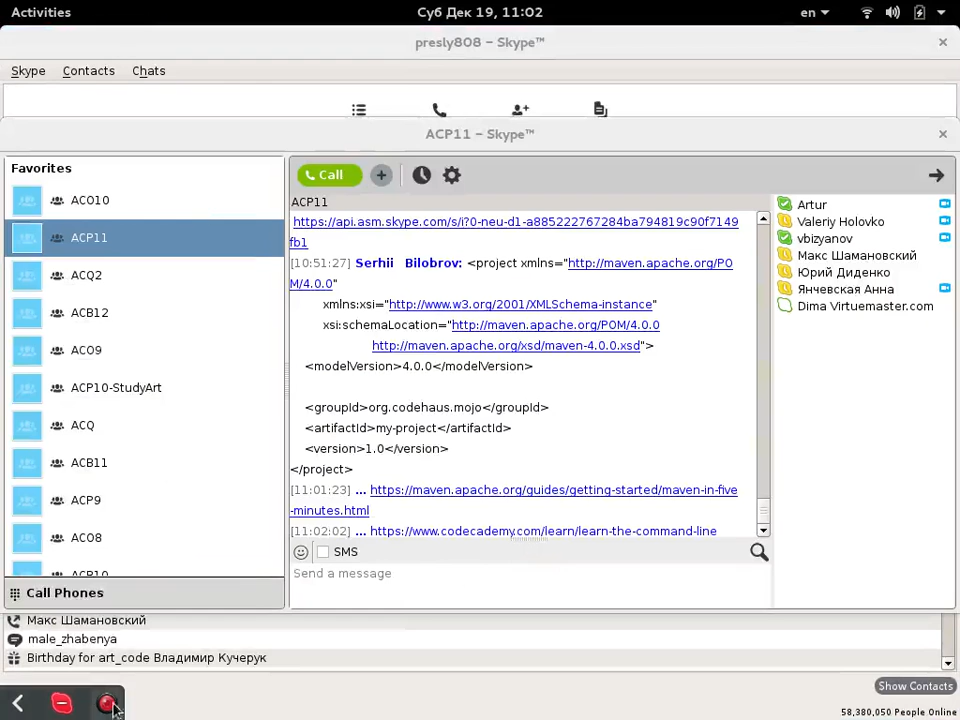 Activities
Суб Дек 19, 11:02
en
presly808 – Skype™
Skype Contacts Chats
ACP11 – Skype™
Favorites
ACO10
ACP11
ACQ2
ACB12
ACO9
ACP10-StudyArt
ACQ
ACB11
ACP9
ACO8
ACP10
Call Phones
Call
ACP11
https://api.asm.skype.com/s/i?0-neu-d1-a885222767284ba794819c90f7149
fb1
[10:51:27] Serhii Bilobrov: <project xmlns="http://maven.apache.org/PO
M/4.0.0"
xmlns:xsi="http://www.w3.org/2001/XMLSchema-instance"
xsi:schemaLocation="http://maven.apache.org/POM/4.0.0
http://maven.apache.org/xsd/maven-4.0.0.xsd">
<modelVersion>4.0.0</modelVersion>
<groupId>org.codehaus.mojo</groupId>
<artifactId>my-project</artifactId>
<version>1.0</version>
</project>
[11:01:23] ... https://maven.apache.org/guides/getting-started/maven-in-five
-minutes.html
[11:02:02] ... https://www.codecademy.com/learn/learn-the-command-line
SMS
Send a message
Artur
Valeriy Holovko
vbizyanov
Макс Шамановский
Юрий Диденко
Янчевская Анна
Dima Virtuemaster.com
Макс Шамановский
male_zhabenya
Birthday for art_code Владимир Кучерук
Show Contacts
58,380,050 People Online